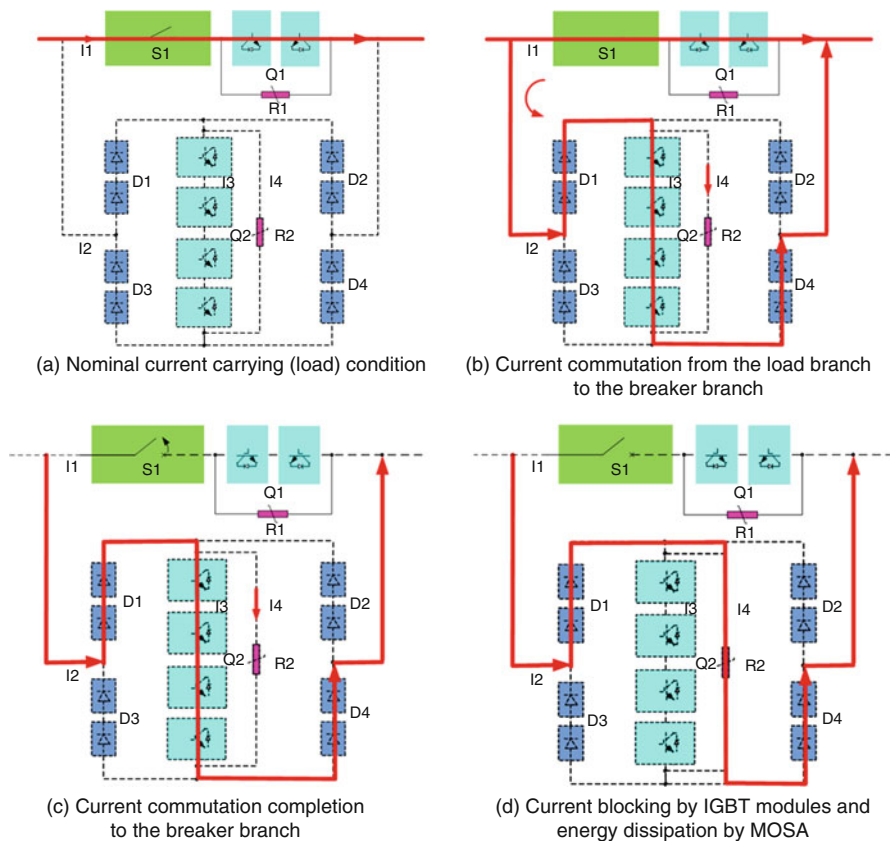 I1
S1
Q1
R1
D1
I3
I4
D2
Q2
R2
I2
D3
D4
(a) Nominal current carrying (load) condition
I1
S1
Q1
R1
D1
I3
I4
D2
Q2
R2
I2
D3
D4
(b) Current commutation from the load branch
to the breaker branch
I1
S1
Q1
R1
D1
I3
I4
D2
Q2
R2
I2
D3
D4
(c) Current commutation completion
to the breaker branch
I1
S1
Q1
R1
D1
I3
I4
D2
Q2
R2
I2
D3
D4
(d) Current blocking by IGBT modules and
energy dissipation by MOSA